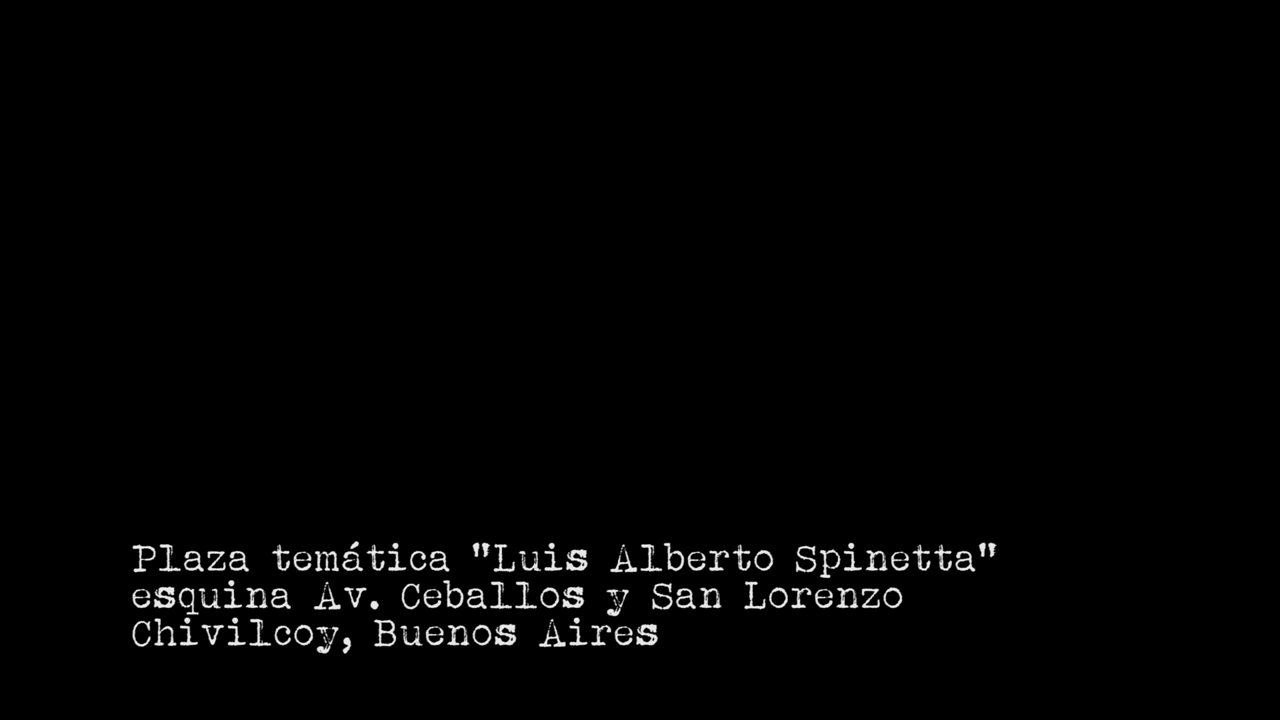 Plaza temática "Luis Alberto Spinetta"
esquina Av. Ceballos y San Lorenzo
Chivilcoy, Buenos Aires